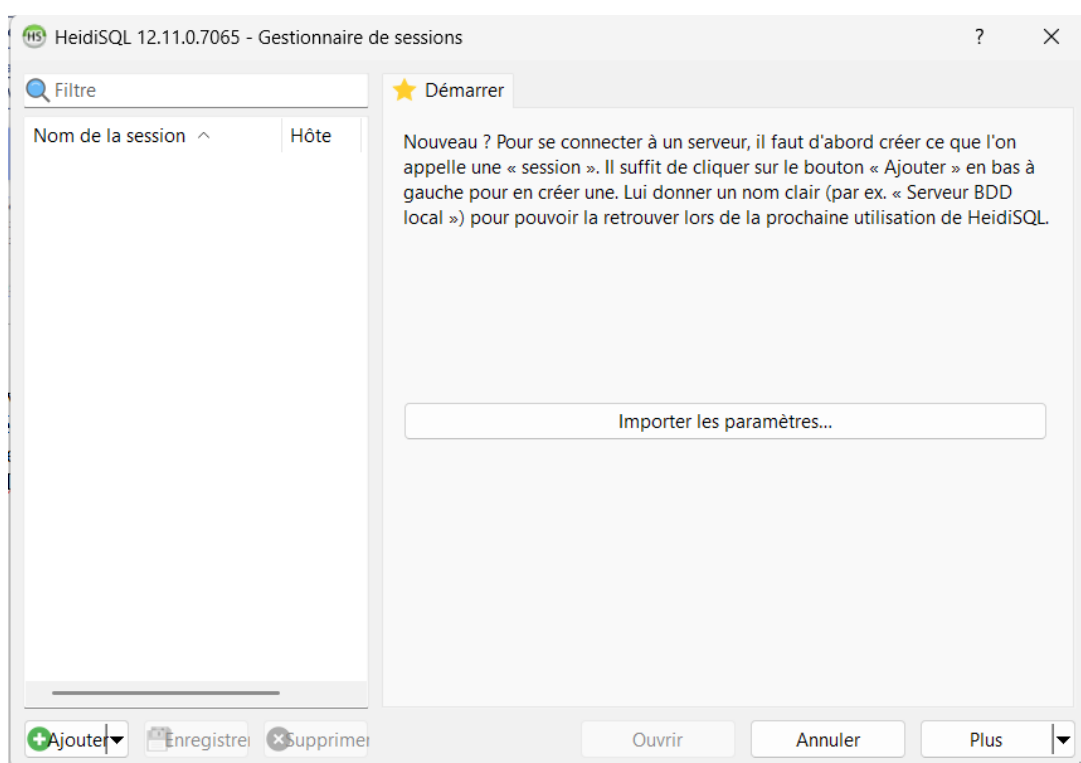 HeidiSQL 12.11.0.7065 - Gestionnaire de sessions
?
Filtre
Démarrer
Nom de la session
Hôte
Nouveau ? Pour se connecter à un serveur, il faut d'abord créer ce que l'on
appelle une « session ». Il suffit de cliquer sur le bouton « Ajouter » en bas à
gauche pour en créer une. Lui donner un nom clair (par ex. « Serveur BDD
local ») pour pouvoir la retrouver lors de la prochaine utilisation de HeidiSQL.
Importer les paramètres...
Ajouter
Enregistrer
Supprimer
Ouvrir
Annuler
Plus